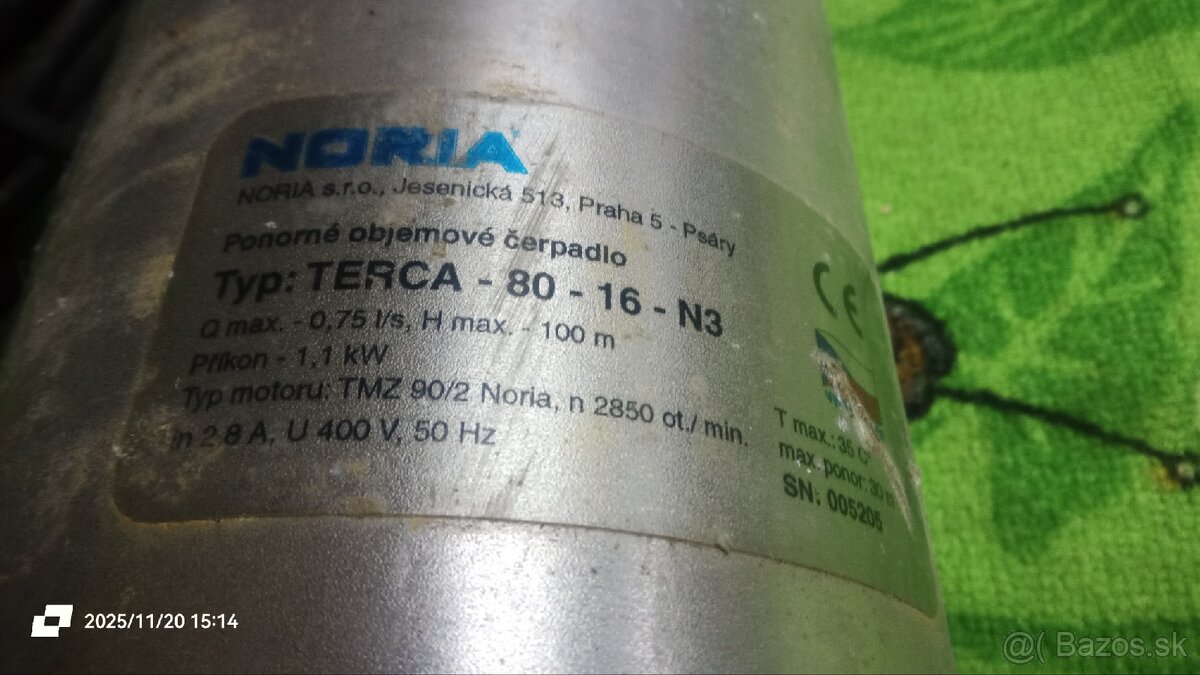 NORIA
NORIA s.r.o., Jesenická 513, Praha 5 - Psáry
Ponorné objemové čerpadlo
Typ: TERCA - 80 - 16 - N3
Q max. - 0,75 l/s, H max. - 100 m
Příkon - 1,1 kW
Typ motoru: TMZ 90/2 Noria, n 2850 ot./ min.
In 2.8 A, U 400 V, 50 Hz
CE
T max.: 35 C°
max. ponor: 30 m
SN: 005205
2025/11/20 15:14
@( Bazos.sk